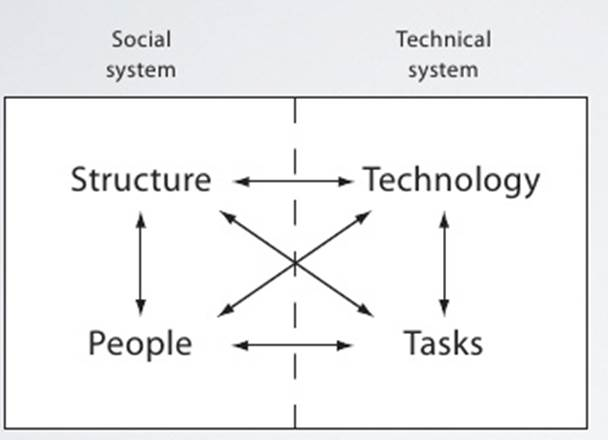 Social
system
Technical
system
Structure
Technology
People
Tasks